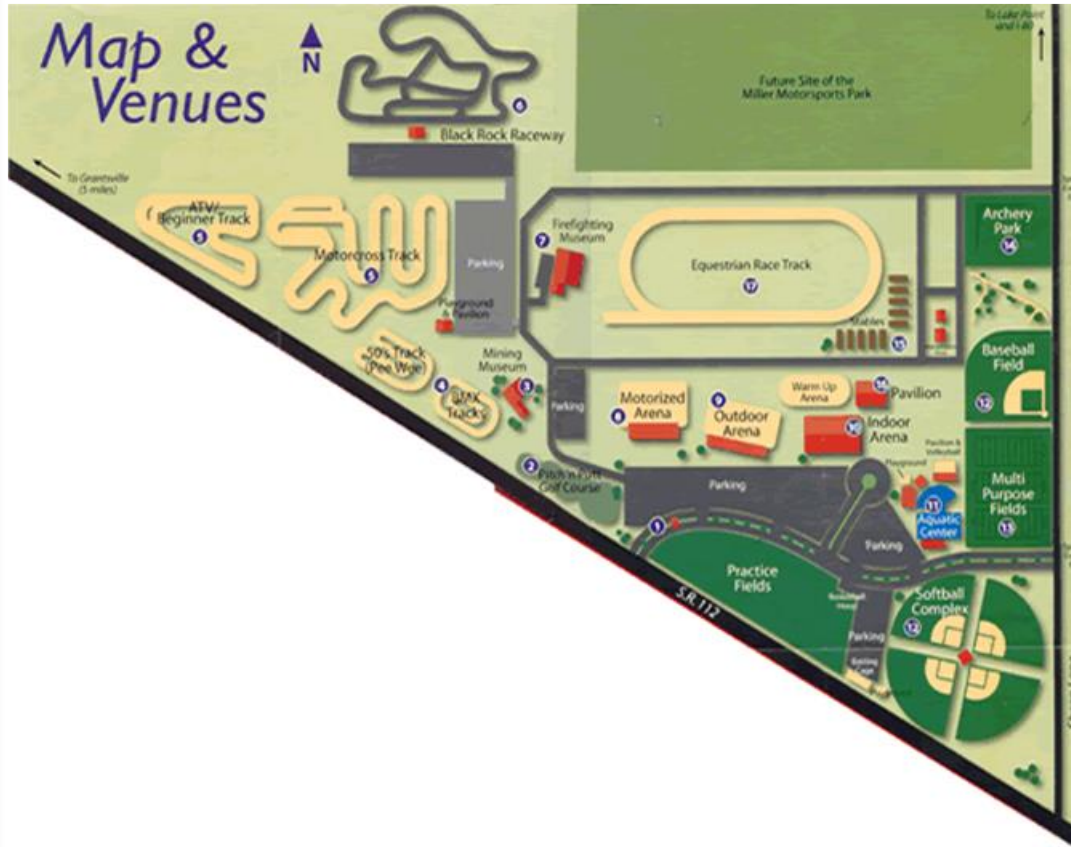 Map &
Venues
N
To Lake Point
and I-80
Future Site of the
Miller Motorsports Park
6
Black Rock Raceway
To Grantsville
(5 miles)
ATV/
Beginner Track
5
Motorcross Track
5
Parking
Firefighting
Museum
7
Equestrian Race Track
17
Archery
Park
14
Playground
& Pavilion
Stables
15
50's Track
(Pee Wee)
Mining
Museum
3
4
BMX
Tracks
Parking
Motorized
Arena
8
9
Outdoor
Arena
Warm Up
Arena
16
Pavilion
10
Indoor
Arena
Baseball
Field
12
Pavilion &
Volleyball
Playground
2
Pitch n Putt
Golf Course
Parking
11
Aquatic
Center
Multi
Purpose
Fields
13
1
Parking
Practice
Fields
S.R. 112
Softball
Complex
12
Parking
Batting
Cage